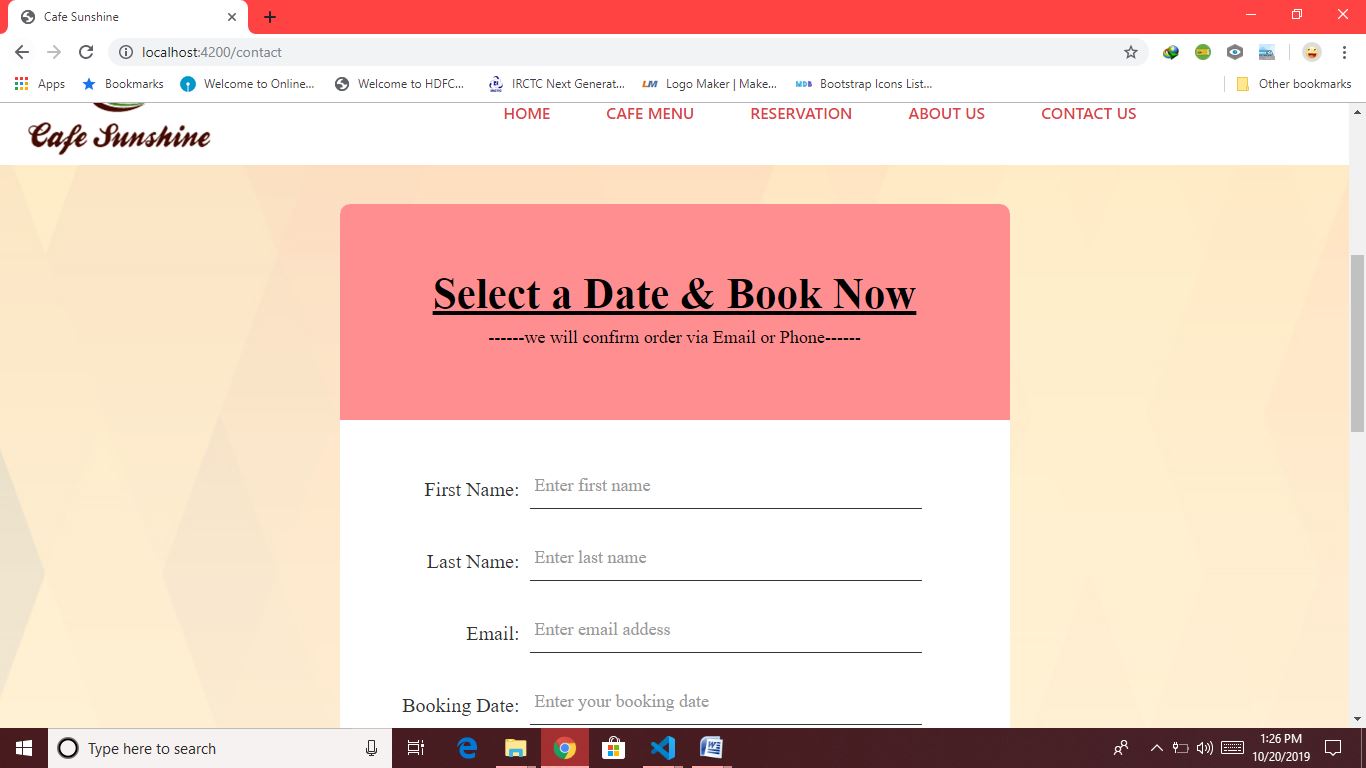 Cafe Sunshine
localhost:4200/contact
Apps Bookmarks Welcome to Online... Welcome to HDFC... IRCTC Next Generat... LM Logo Maker | Make... MDB Bootstrap Icons List... Other bookmarks
Cafe Sunshine
HOME CAFE MENU RESERVATION ABOUT US CONTACT US
Select a Date & Book Now
------we will confirm order via Email or Phone------
First Name: Enter first name
Last Name: Enter last name
Email: Enter email addess
Booking Date: Enter your booking date
Type here to search
1:26 PM
10/20/2019